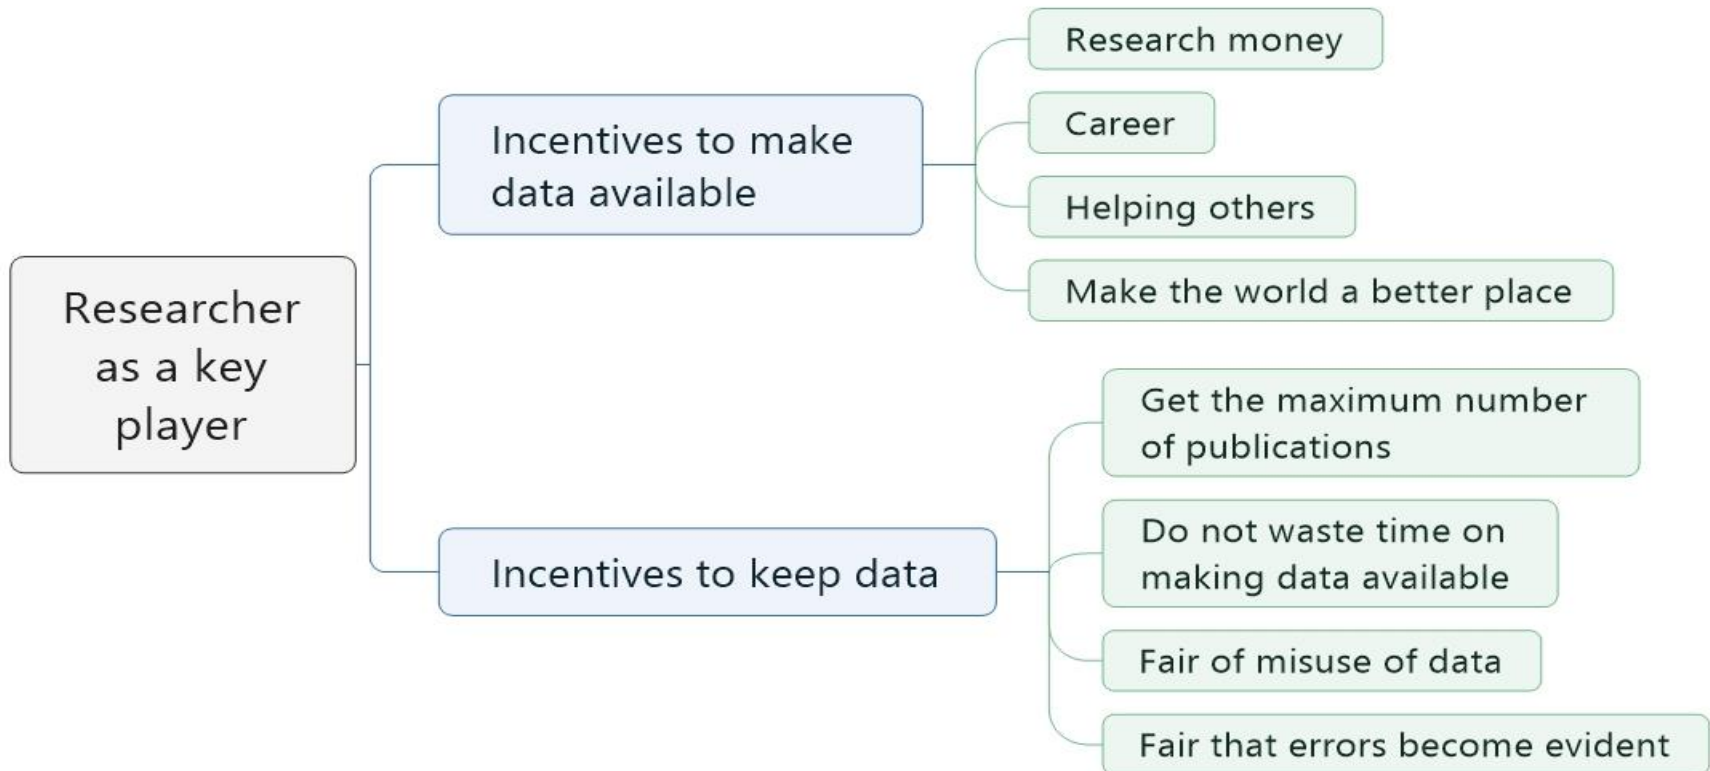 Researcher
as a key
player
Incentives to make
data available
Research money
Career
Helping others
Make the world a better place
Incentives to keep data
Get the maximum number
of publications
Do not waste time on
making data available
Fair of misuse of data
Fair that errors become evident